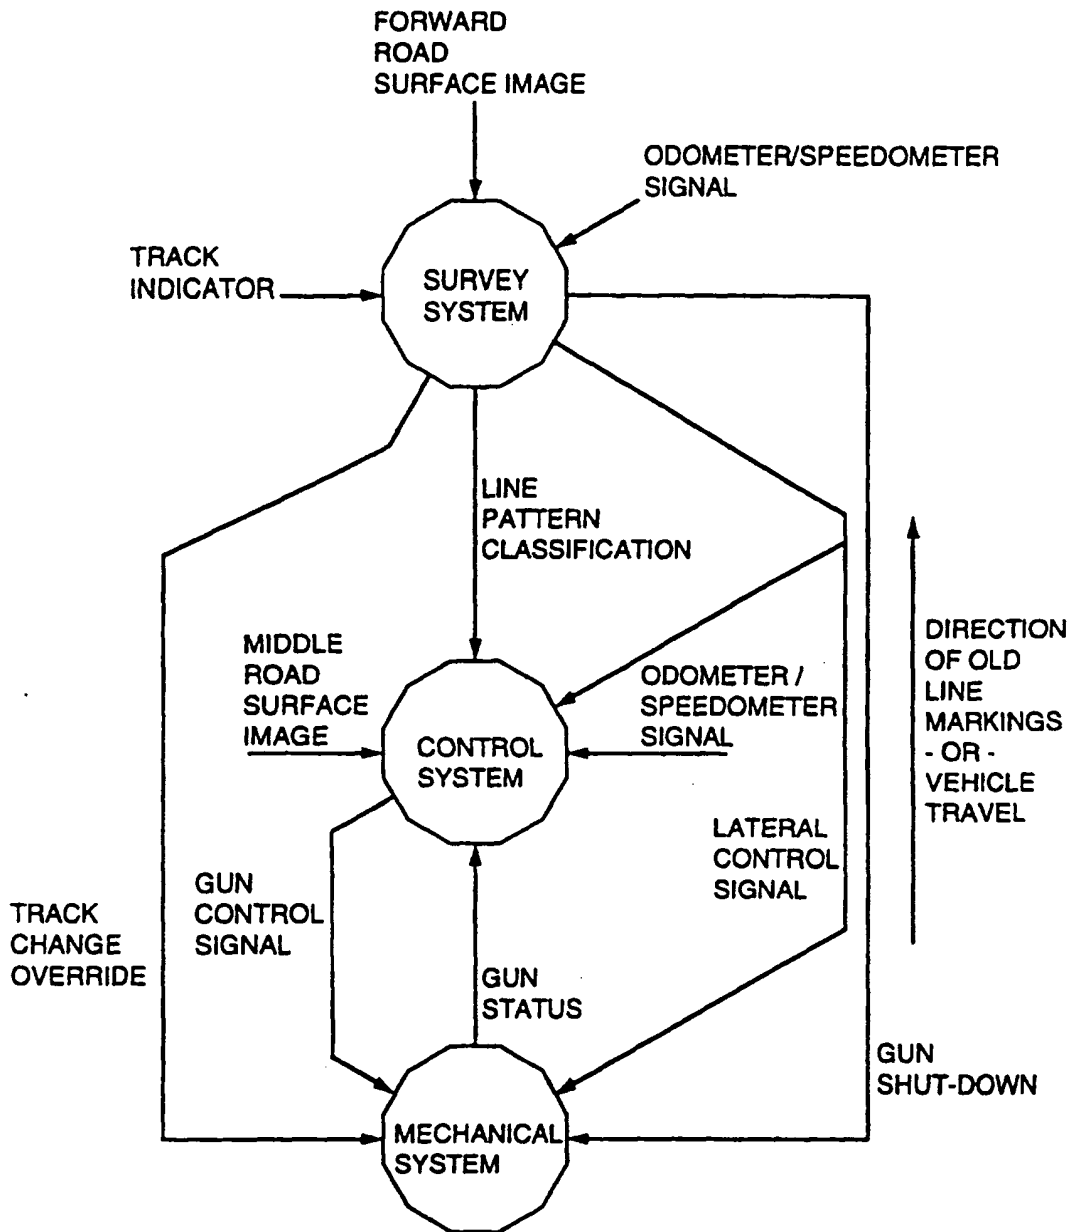 FORWARD
ROAD
SURFACE IMAGE
ODOMETER/SPEEDOMETER
SIGNAL
TRACK
INDICATOR
SURVEY
SYSTEM
LINE
PATTERN
CLASSIFICATION
MIDDLE
ROAD
SURFACE
IMAGE
ODOMETER /
SPEEDOMETER
SIGNAL
CONTROL
SYSTEM
DIRECTION
OF OLD
LINE
MARKINGS
- OR -
VEHICLE
TRAVEL
LATERAL
CONTROL
SIGNAL
GUN
CONTROL
SIGNAL
TRACK
CHANGE
OVERRIDE
GUN
STATUS
GUN
SHUT-DOWN
MECHANICAL
SYSTEM